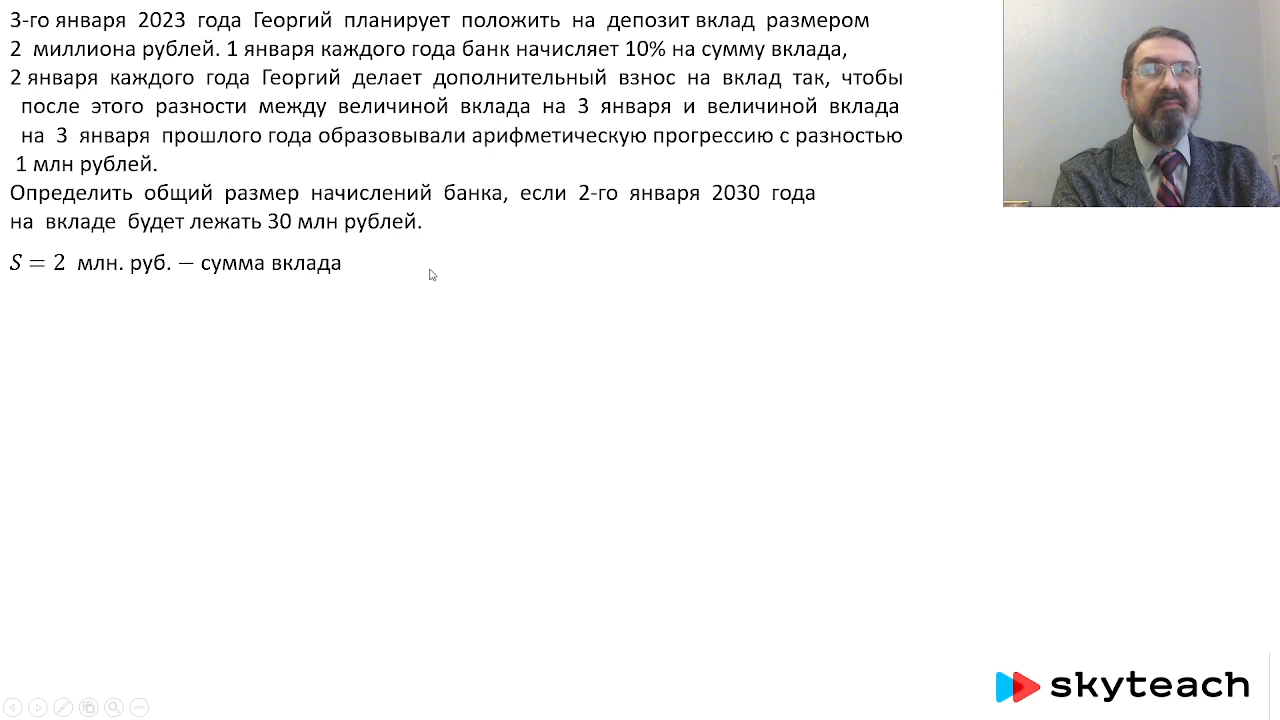 3-го января 2023 года Георгий планирует положить на депозит вклад размером
2 миллиона рублей. 1 января каждого года банк начисляет 10% на сумму вклада,
2 января каждого года Георгий делает дополнительный взнос на вклад так, чтобы
после этого разности между величиной вклада на 3 января и величиной вклада
на 3 января прошлого года образовывали арифметическую прогрессию с разностью
1 млн рублей.
Определить общий размер начислений банка, если 2-го января 2030 года
на вкладе будет лежать 30 млн рублей.
S = 2 млн. руб. − сумма вклада
skyteach